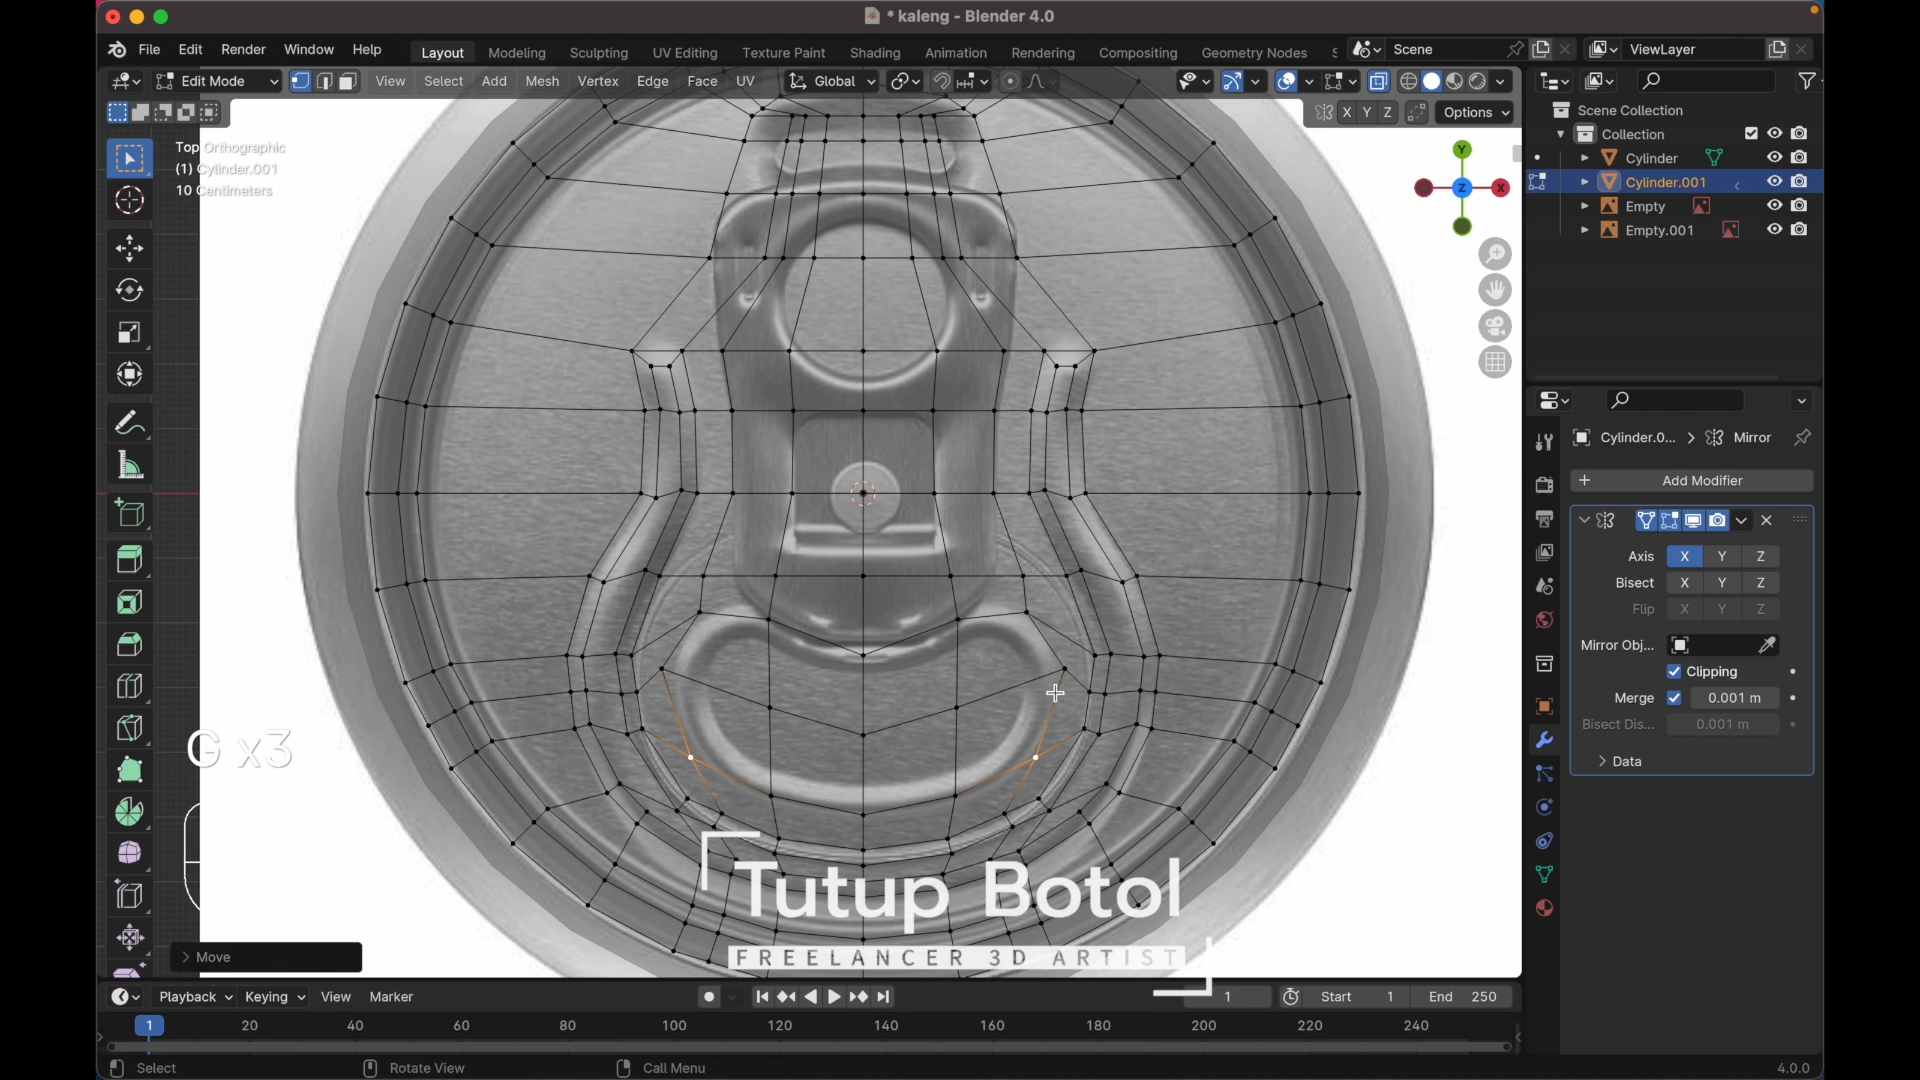 * kaleng - Blender 4.0
File Edit Render Window Help Layout Modeling Sculpting UV Editing Texture Paint Shading Animation Rendering Compositing Geometry Nodes S Scene ViewLayer
Edit Mode View Select Add Mesh Vertex Edge Face UV Global
X Y Z Options
Top Orthographic
(1) Cylinder.001
10 Centimeters
Y
Z X
Scene Collection
Collection
Cylinder
Cylinder.001
Empty
Empty.001
Cylinder.0... Mirror
Add Modifier
Axis X Y Z
Bisect X Y Z
Flip X Y Z
Mirror Obj...
Clipping
Merge 0.001 m
Bisect Dis... 0.001 m
Data
G x3
Tutup Botol
FREELANCER 3D ARTIST
Move
Playback Keying View Marker 1 Start 1 End 250
1 20 40 60 80 100 120 140 160 180 200 220 240
Select Rotate View Call Menu 4.0.0